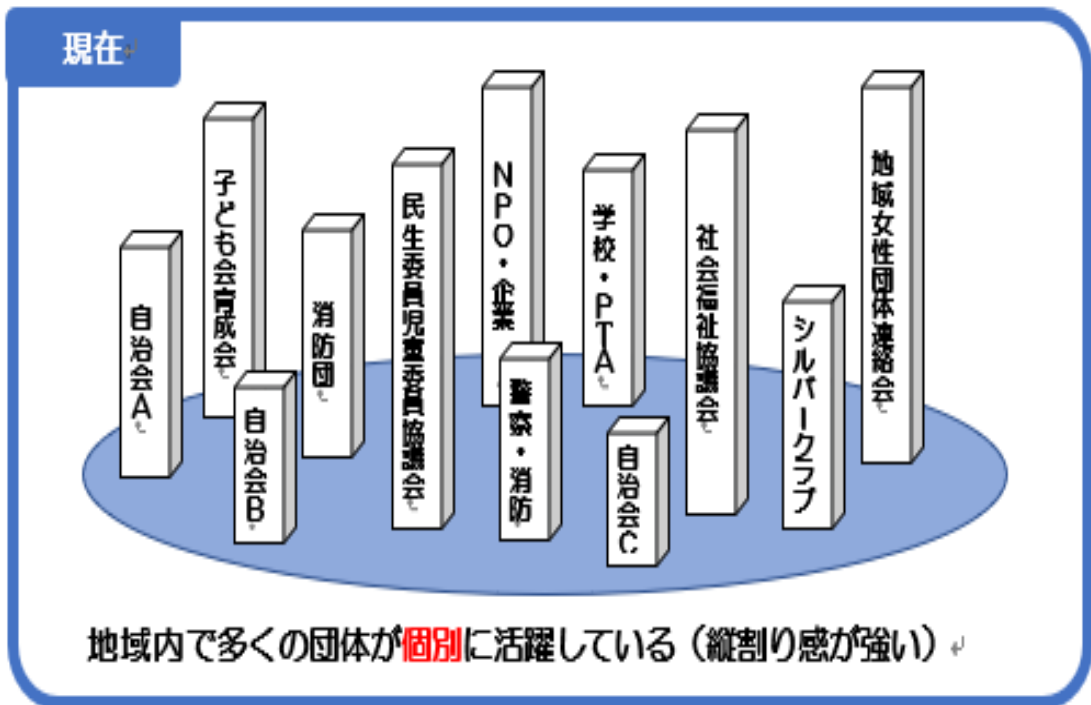 現在
自治会A
子ども会育成会
自治会B
消防団
民生委員児童委員協議会
NPO・企業
警察・消防
学校・PTA
自治会C
社会福祉協議会
シルバークラブ
地域女性団体連絡会
地域内で多くの団体が個別に活躍している（縦割り感が強い）